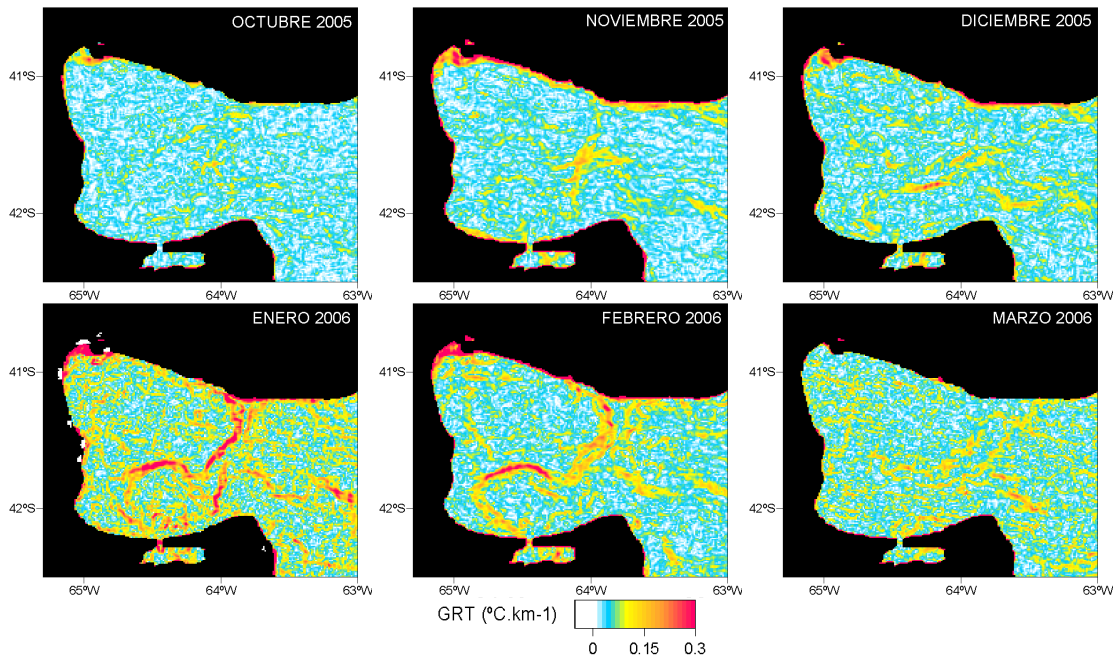 OCTUBRE 2005
NOVIEMBRE 2005
DICIEMBRE 2005
41ºS
41ºS
41ºS
42ºS
42ºS
42ºS
65ºW 64ºW 63ºW
65ºW 64ºW 63ºW
65ºW 64ºW 63ºW
ENERO 2006
FEBRERO 2006
MARZO 2006
41ºS
41ºS
41ºS
42ºS
42ºS
42ºS
65ºW 64ºW 63ºW
65ºW 64ºW 63ºW
65ºW 64ºW 63ºW
GRT (ºC.km-1)
0 0.15 0.3